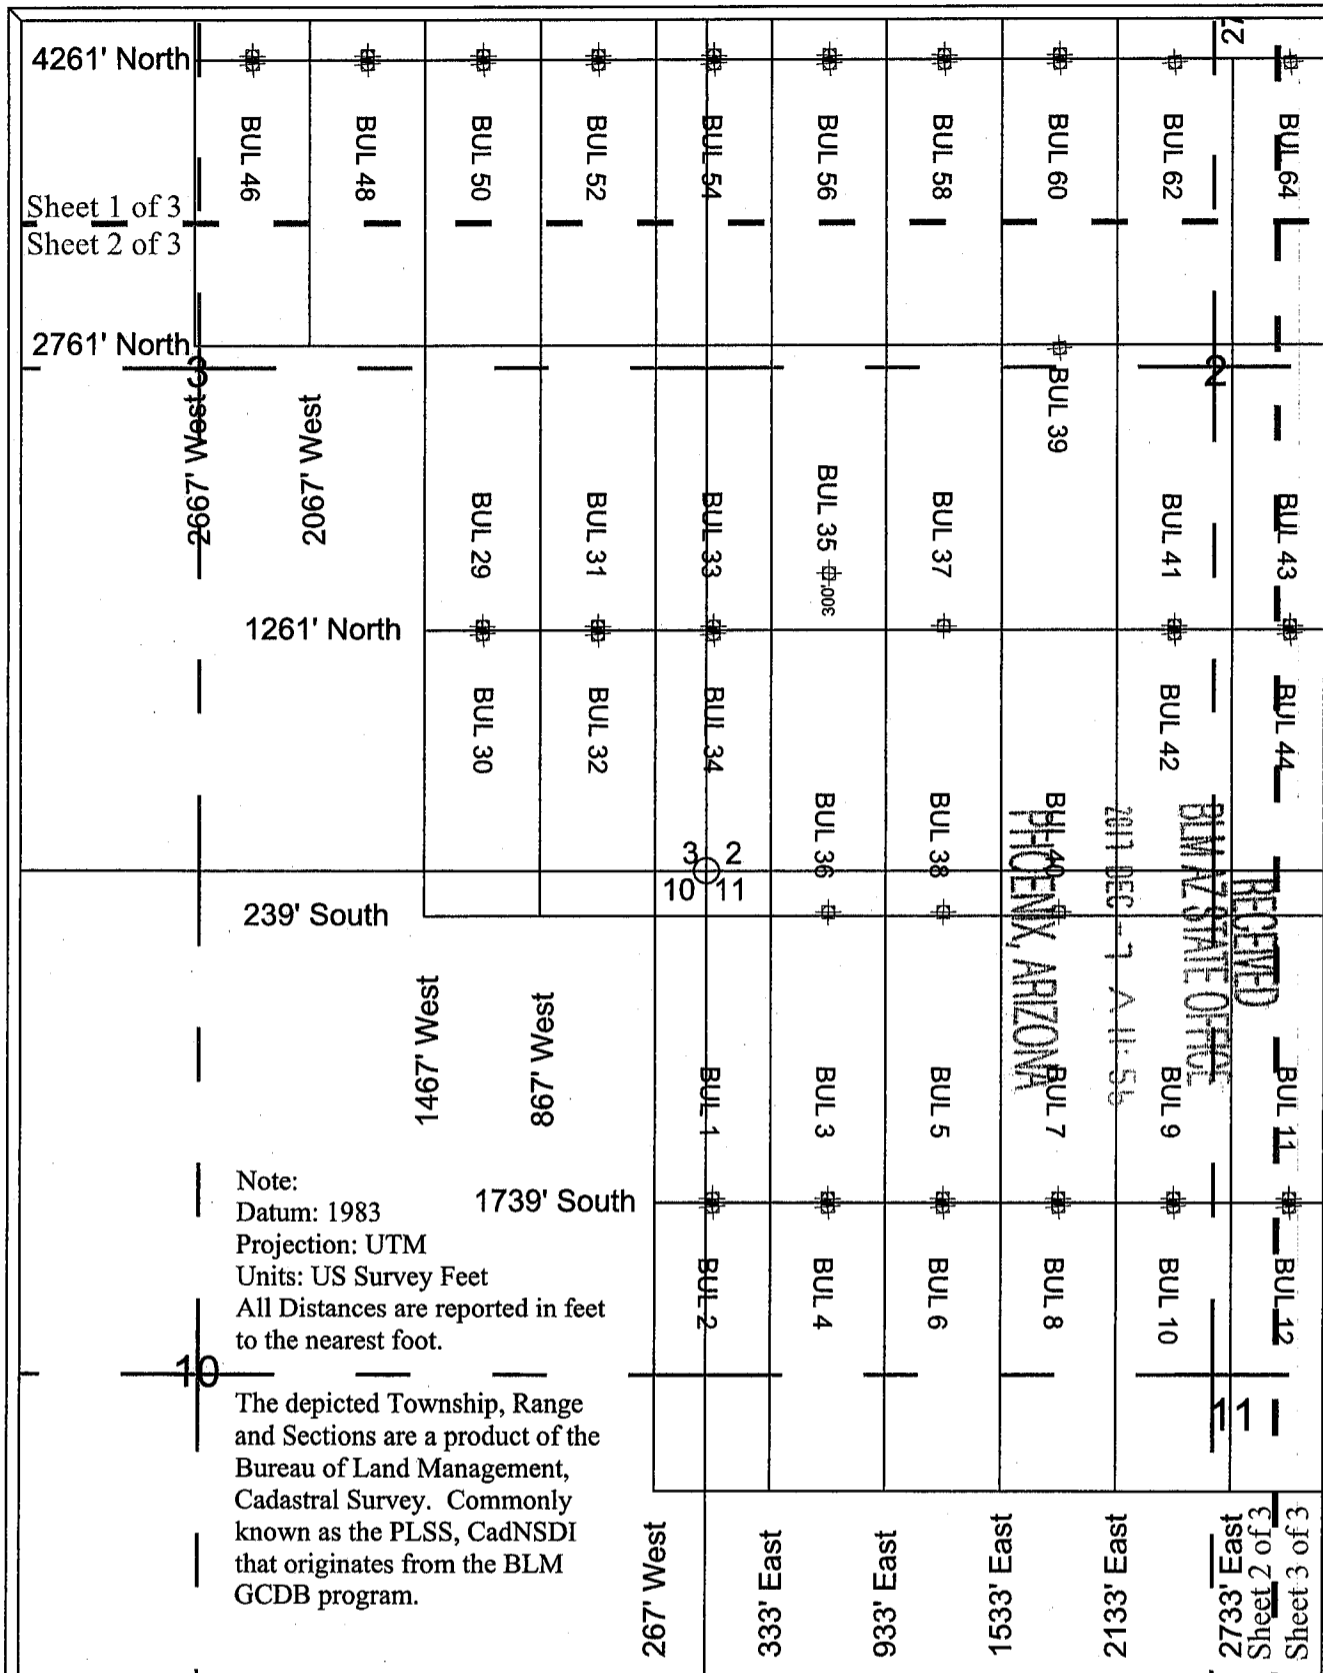 27
4261' North
BUL 46
BUL 48
BUL 50
BUL 52
BUL 54
BUL 56
BUL 58
BUL 60
BUL 62
BUL 64
Sheet 1 of 3
Sheet 2 of 3
2761' North
3
2
2667' West
2067' West
BUL 39
BUL 29
BUL 31
BUL 33
BUL 35
300'
BUL 37
BUL 41
BUL 43
1261' North
BUL 30
BUL 32
BUL 34
BUL 36
BUL 38
BUL 40
BUL 42
BUL 44
3 2
10 11
239' South
RECEIVED
BLM AZ STATE OFFICE
2017 DEC -7 A 11: 56
PHOENIX, ARIZONA
1467' West
867' West
BUL 1
BUL 3
BUL 5
BUL 7
BUL 9
BUL 11
1739' South
BUL 2
BUL 4
BUL 6
BUL 8
BUL 10
BUL 12
Note:
Datum: 1983
Projection: UTM
Units: US Survey Feet
All Distances are reported in feet
to the nearest foot.
10
11
The depicted Township, Range
and Sections are a product of the
Bureau of Land Management,
Cadastral Survey. Commonly
known as the PLSS, CadNSDI
that originates from the BLM
GCDB program.
267' West
333' East
933' East
1533' East
2133' East
2733' East
Sheet 2 of 3
Sheet 3 of 3